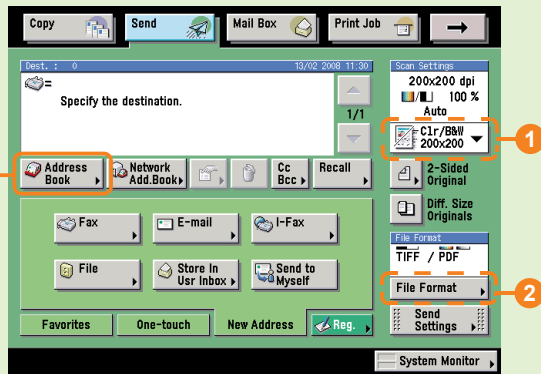 Copy
Send
Mail Box
Print Job
Dest. : 0
13/02 2008 11:30
=
Specify the destination.
1/1
Scan Settings
200x200 dpi
100 %
Auto
Clr/B&W
200x200
1
Address
Book
Network
Add.Book
Cc
Bcc
Recall
2-Sided
Original
Diff. Size
Originals
Fax
E-mail
I-Fax
File
Store In
Usr Inbox
Send to
Myself
File Format
TIFF / PDF
File Format
2
Send
Settings
Favorites
One-touch
New Address
Reg.
System Monitor